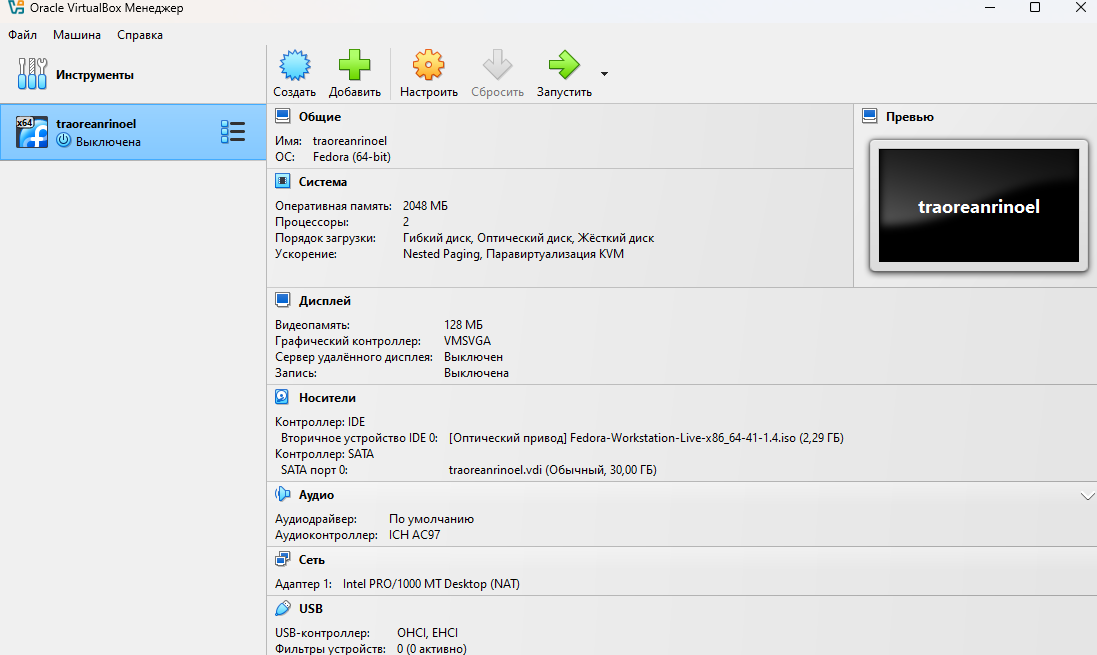 Oracle VirtualBox Менеджер
Файл Машина Справка
Инструменты
Создать Добавить Настроить Сбросить Запустить
x64
traoreanrinoel
Выключена
Общие
Имя: traoreanrinoel
ОС: Fedora (64-bit)
Система
Оперативная память: 2048 МБ
Процессоры: 2
Порядок загрузки: Гибкий диск, Оптический диск, Жёсткий диск
Ускорение: Nested Paging, Паравиртуализация KVM
Превью
traoreanrinoel
Дисплей
Видеопамять: 128 МБ
Графический контроллер: VMSVGA
Сервер удалённого дисплея: Выключен
Запись: Выключена
Носители
Контроллер: IDE
Вторичное устройство IDE 0: [Оптический привод] Fedora-Workstation-Live-x86_64-41-1.4.iso (2,29 ГБ)
Контроллер: SATA
SATA порт 0: traoreanrinoel.vdi (Обычный, 30,00 ГБ)
Аудио
Аудиодрайвер: По умолчанию
Аудиоконтроллер: ICH AC97
Сеть
Адаптер 1: Intel PRO/1000 MT Desktop (NAT)
USB
USB-контроллер: OHCI, EHCI
Фильтры устройств: 0 (0 активно)